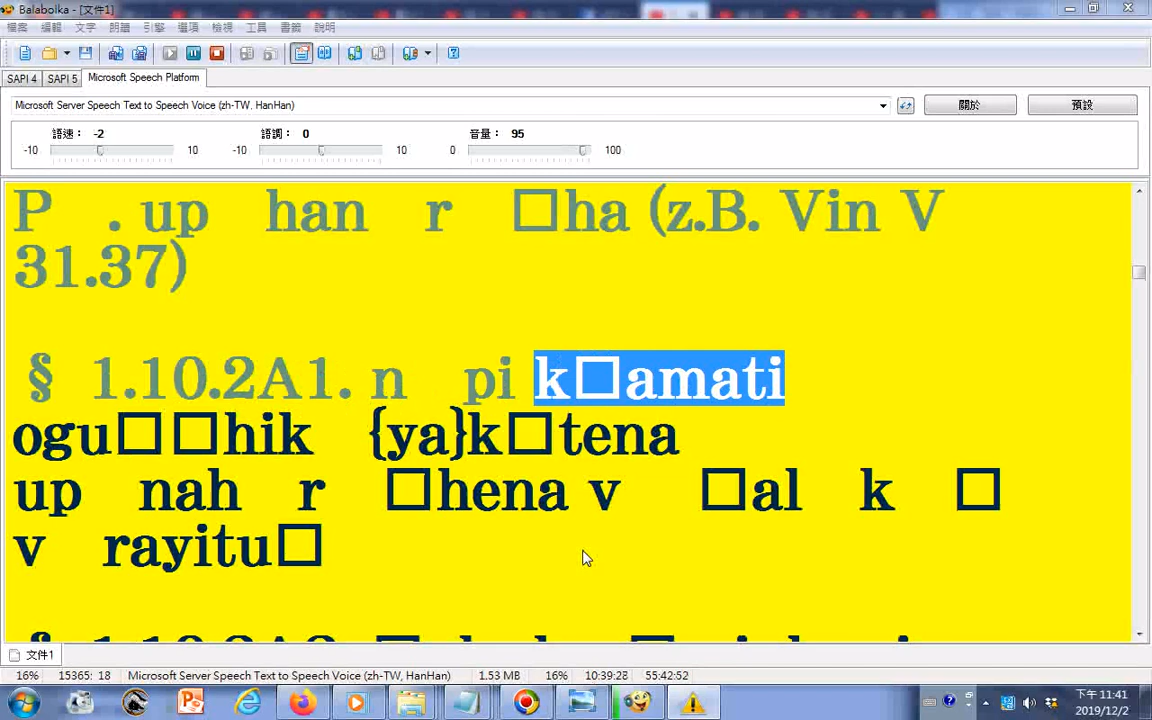 Balabolka - [文件1]
檔案 編輯 文字 朗讀 引擎 選項 檢視 工具 書籤 說明
SAPI 4 SAPI 5 Microsoft Speech Platform
Microsoft Server Speech Text to Speech Voice (zh-TW, HanHan) 關於 預設
語速： -2 語調： 0 音量： 95
-10 10 -10 10 0 100
P . up han r □ha (z.B. Vin V
31.37)
§ 1.10.2A1. n pi k□amati
ogu□□hik {ya}k□tena
up nah r □hena v □al k □
v rayitu□
文件1
16% 15365: 18 Microsoft Server Speech Text to Speech Voice (zh-TW, HanHan) 1.53 MB 16% 10:39:28 55:42:52
下午 11:41
2019/12/2